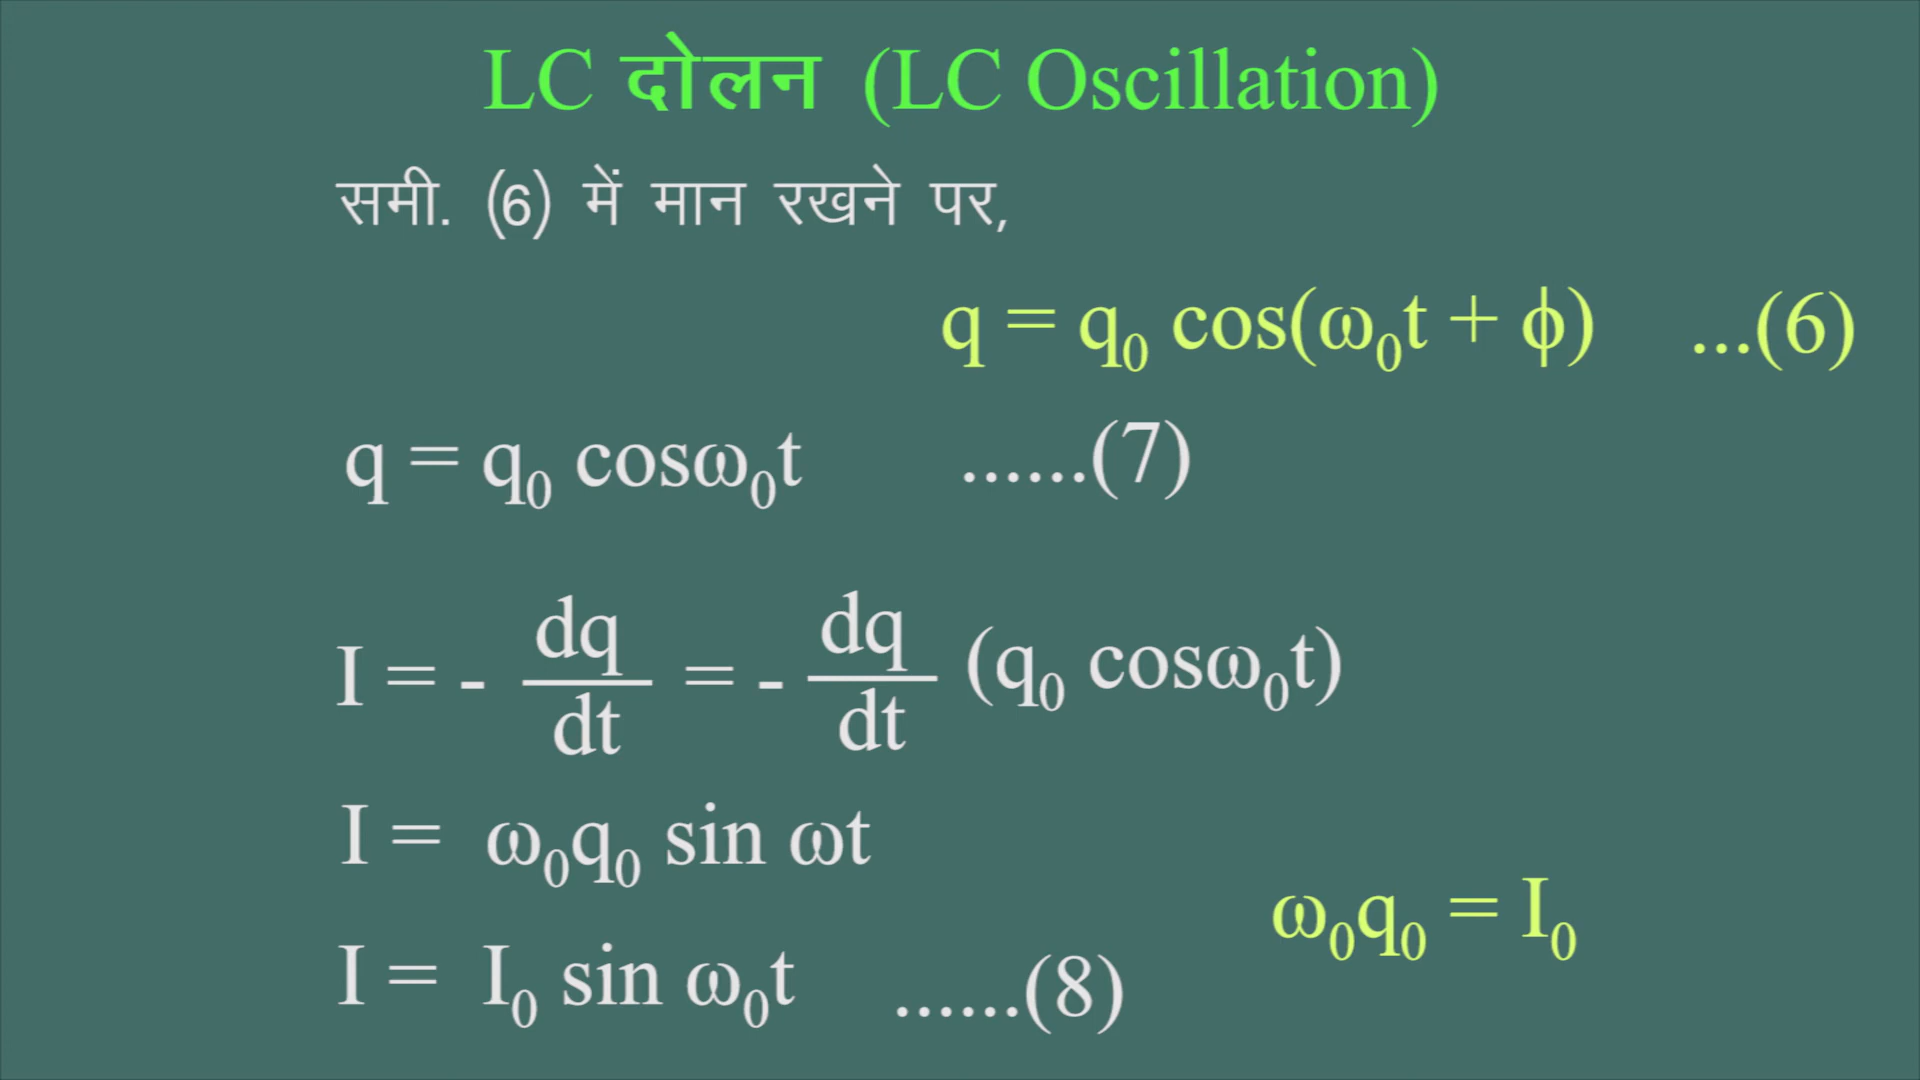 LC दोलन (LC Oscillation)
समी. (6) में मान रखने पर,
q = q₀ cos(ω₀t + ϕ) ...(6)
q = q₀ cosω₀t ......(7)
I = - dq/dt = - dq/dt (q₀ cosω₀t)
I = ω₀q₀ sin ωt
ω₀q₀ = I₀
I = I₀ sin ω₀t ......(8)